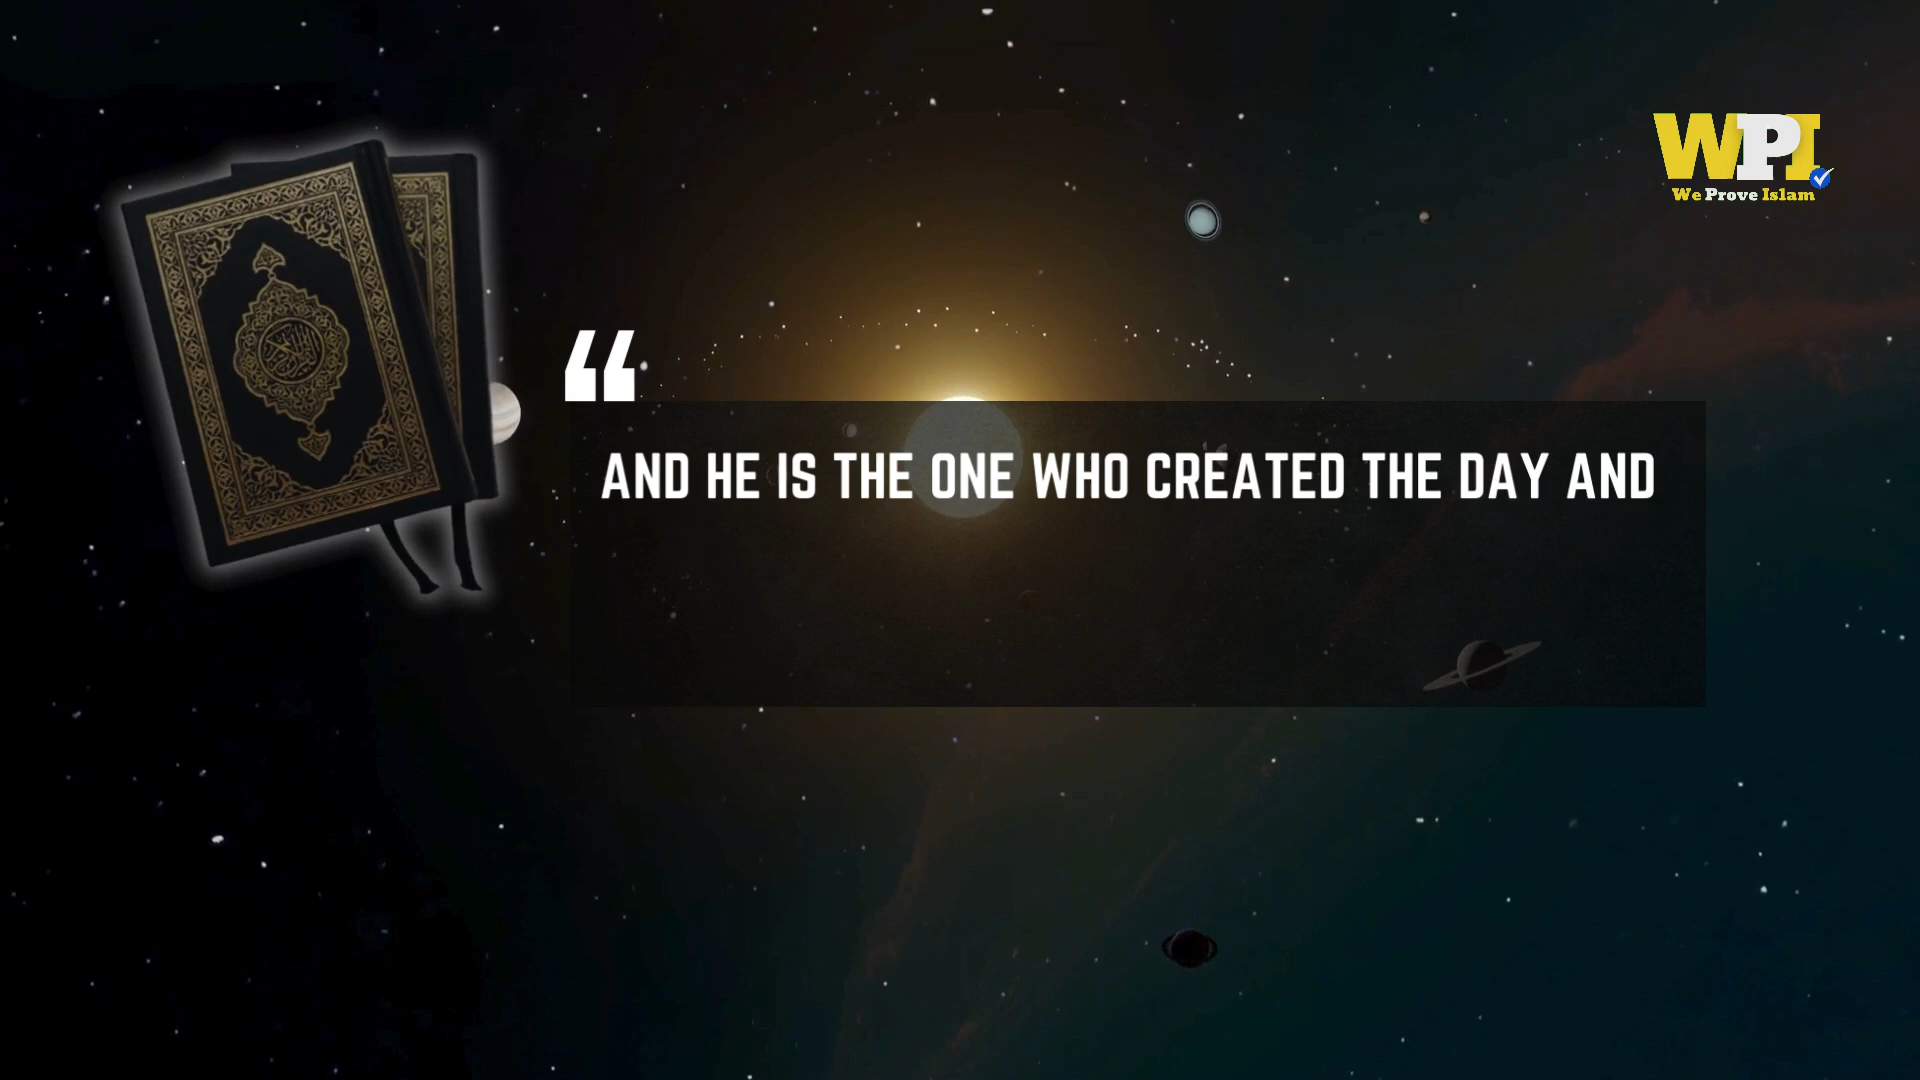 WPI
We Prove Islam
“
AND HE IS THE ONE WHO CREATED THE DAY AND